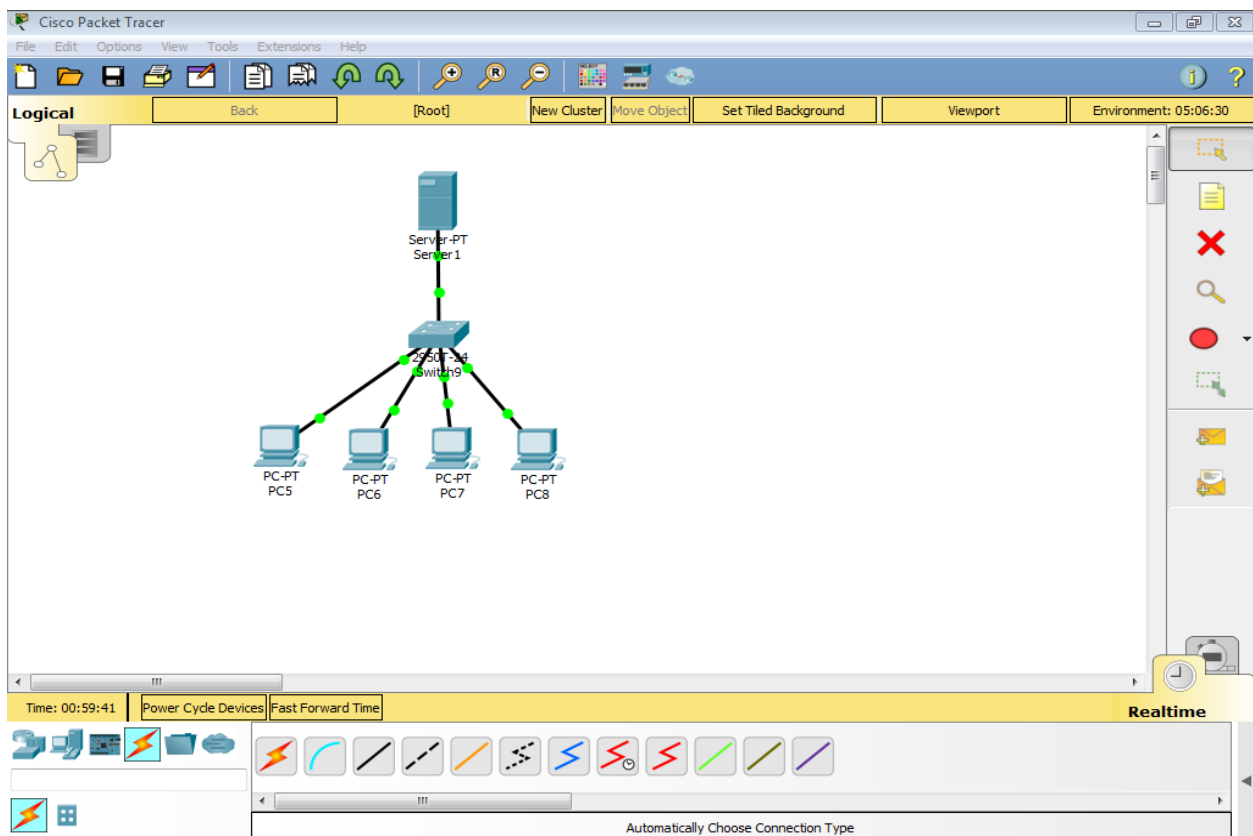 Cisco Packet Tracer
File Edit Options View Tools Extensions Help
R
i ?
Logical Back [Root] New Cluster Move Object Set Tiled Background Viewport Environment: 05:06:30
Server-PT
Server1
2950T-24
Switch9
PC-PT PC-PT PC-PT PC-PT
PC5 PC6 PC7 PC8
Time: 00:59:41 Power Cycle Devices Fast Forward Time Realtime
Automatically Choose Connection Type